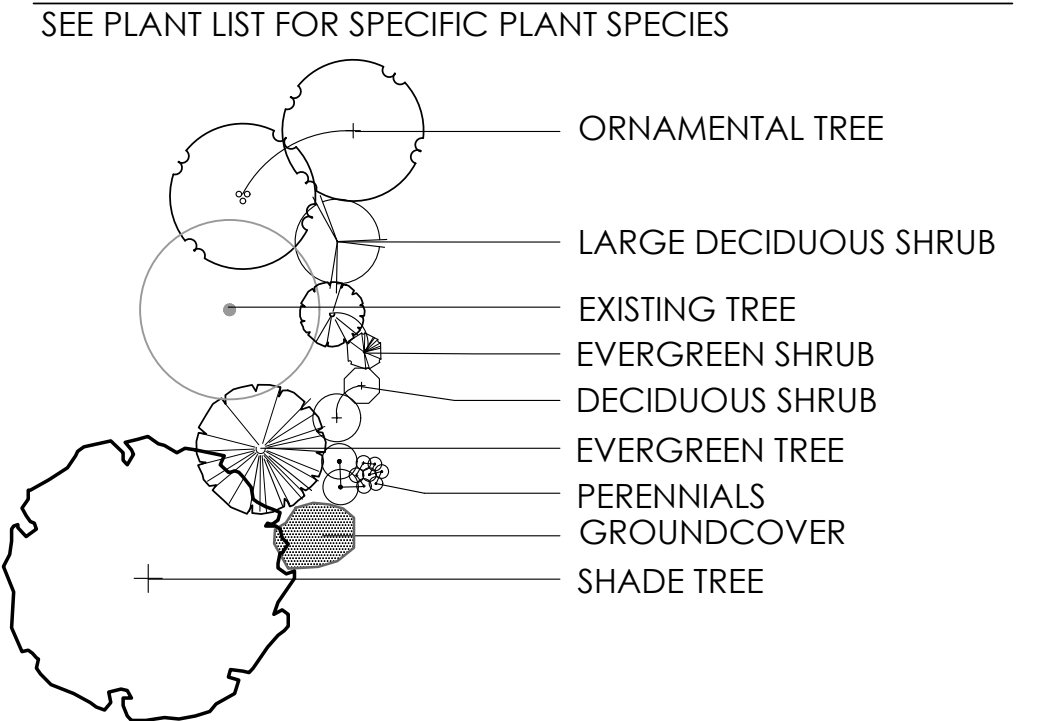 SEE PLANT LIST FOR SPECIFIC PLANT SPECIES
ORNAMENTAL TREE
LARGE DECIDUOUS SHRUB
EXISTING TREE
EVERGREEN SHRUB
DECIDUOUS SHRUB
EVERGREEN TREE
PERENNIALS
GROUNDCOVER
SHADE TREE